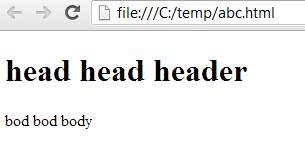 file:///C:/temp/abc.html
head head header
bod bod body